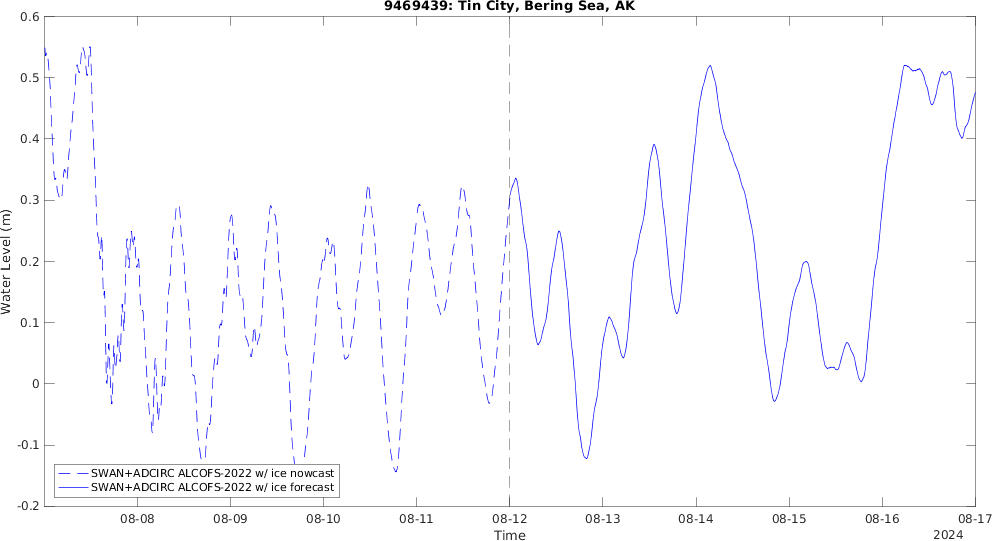 9469439: Tin City, Bering Sea, AK
0.6
0.5
0.4
0.3
0.2
0.1
0
-0.1
-0.2
Water Level (m)
SWAN+ADCIRC ALCOFS-2022 w/ ice nowcast
SWAN+ADCIRC ALCOFS-2022 w/ ice forecast
08-08 08-09 08-10 08-11 08-12 08-13 08-14 08-15 08-16 08-17
Time
2024